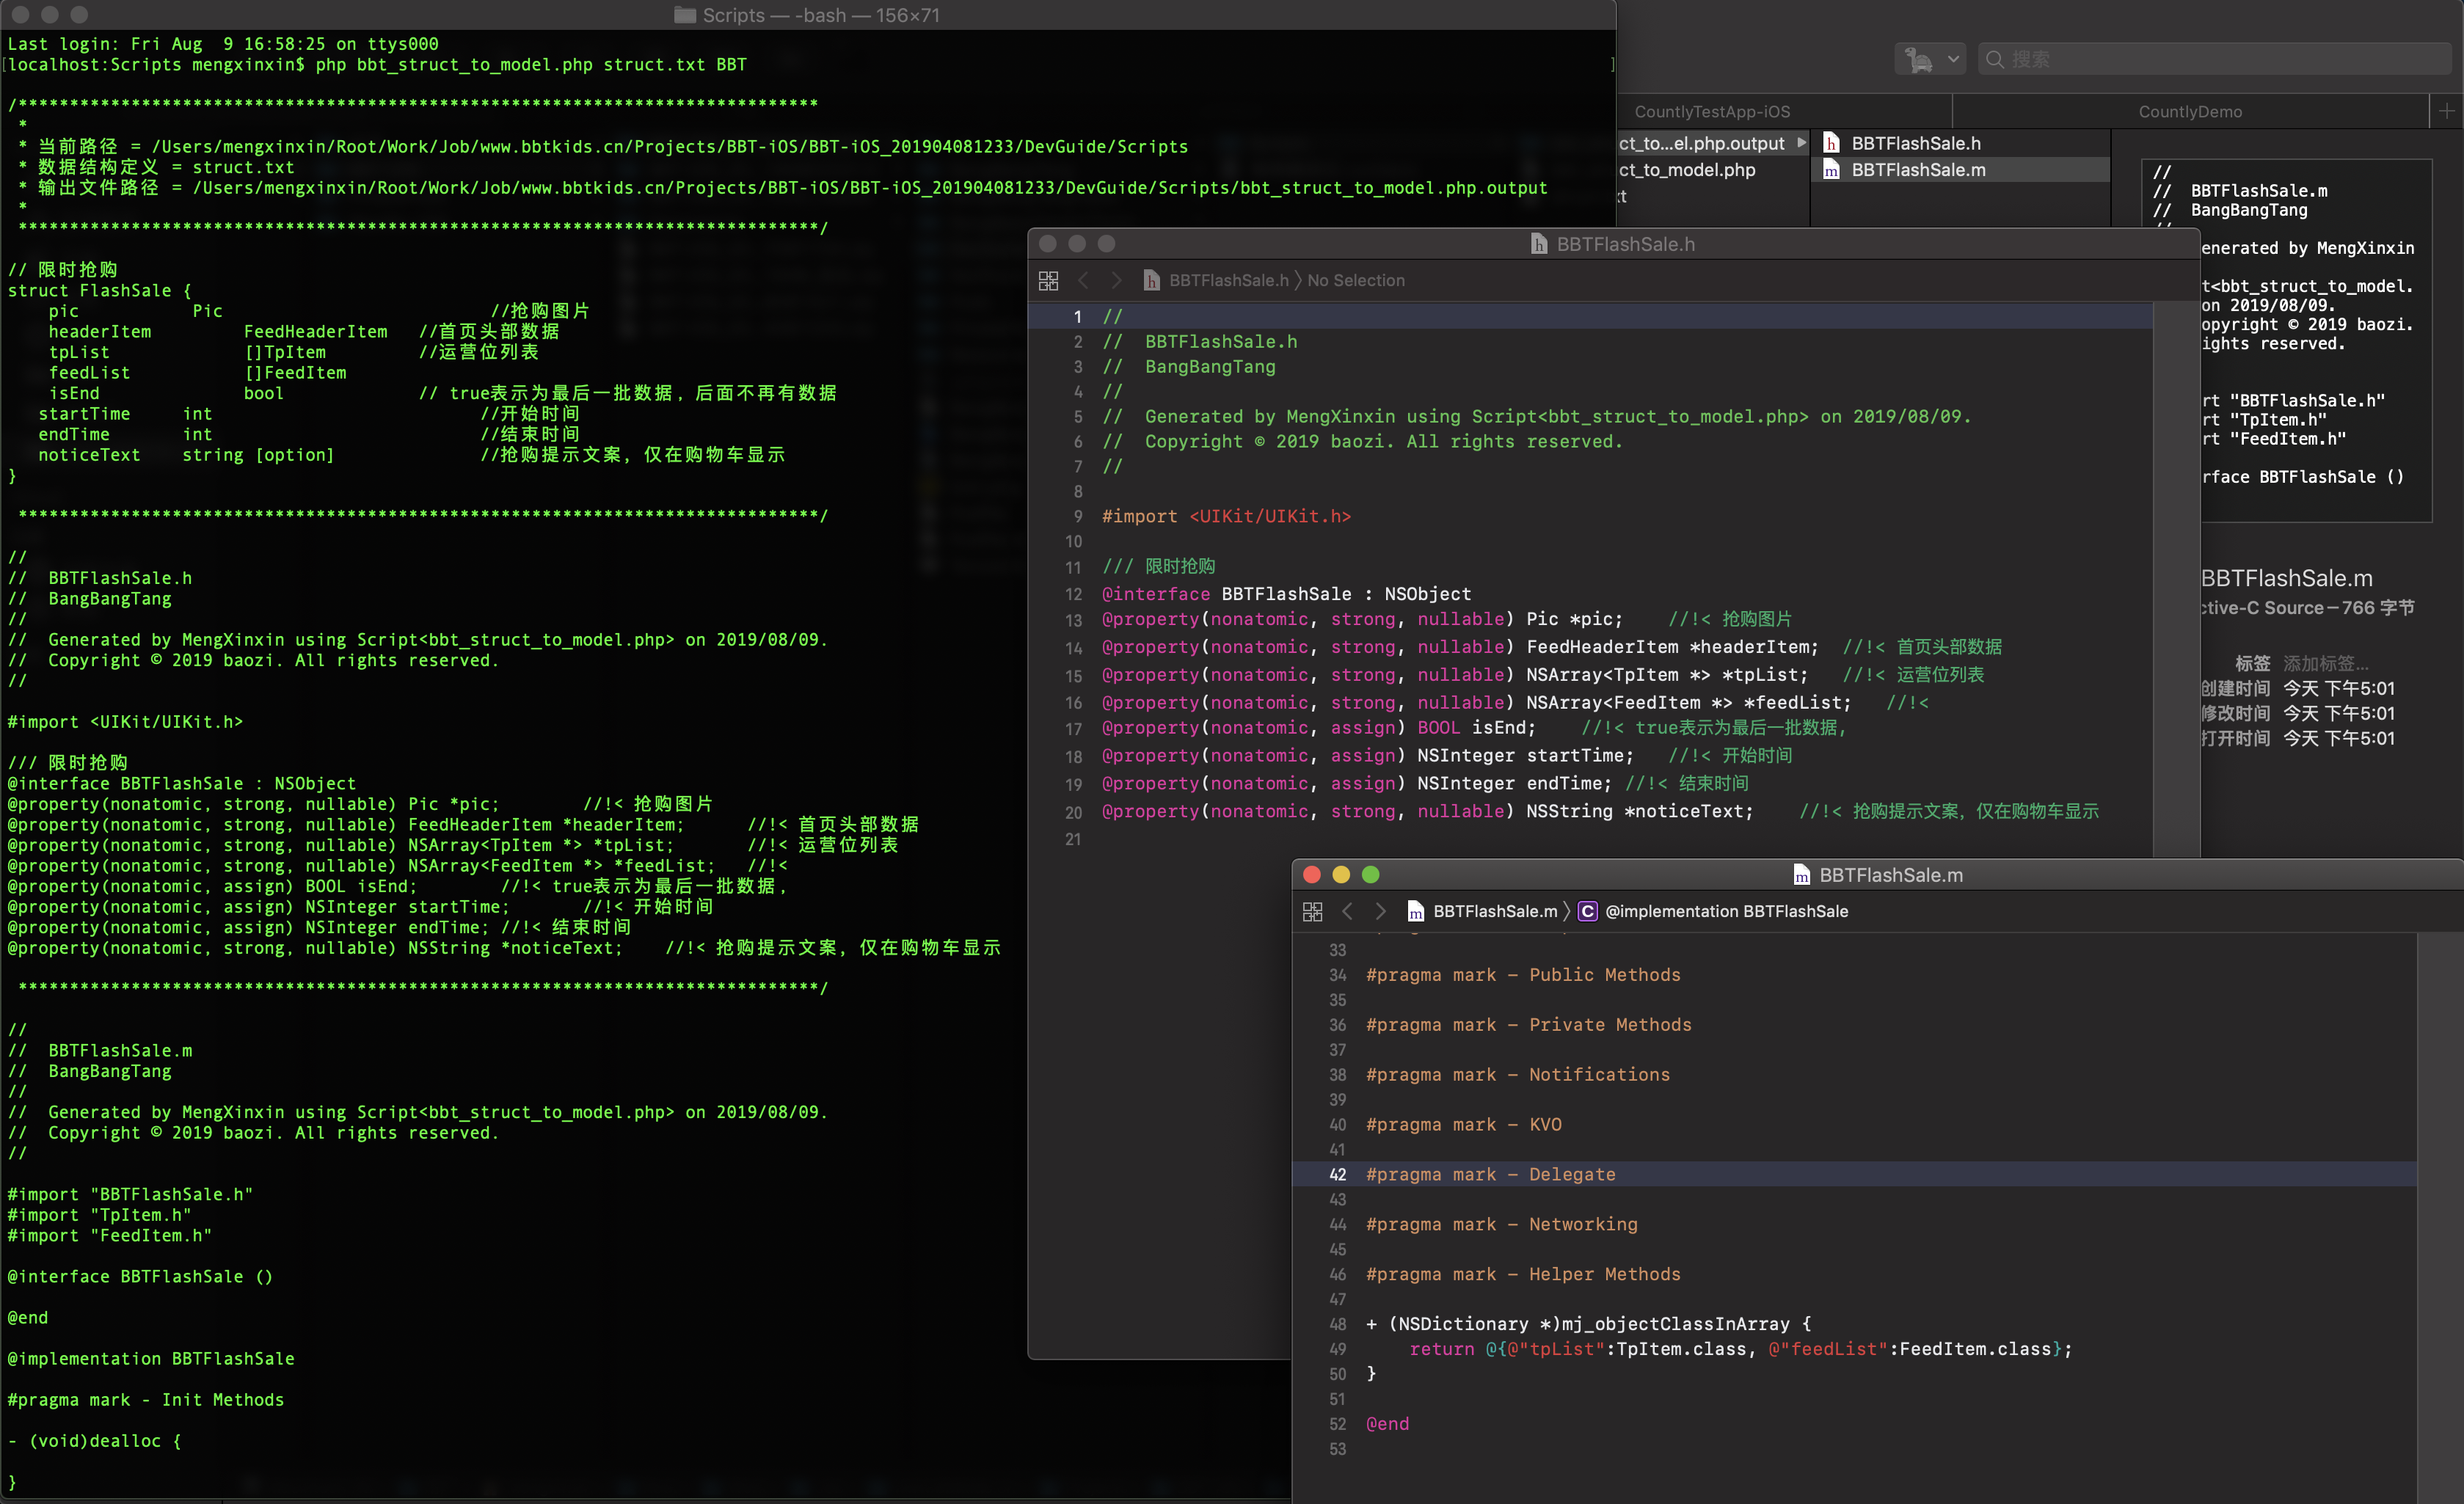 Scripts — -bash — 156×71
Last login: Fri Aug  9 16:58:25 on ttys000
[localhost:Scripts mengxinxin$ php bbt_struct_to_model.php struct.txt BBT ]
/******************************************************************************
 *
 * 当前路径 = /Users/mengxinxin/Root/Work/Job/www.bbtkids.cn/Projects/BBT-iOS/BBT-iOS_201904081233/DevGuide/Scripts
 * 数据结构定义 = struct.txt
 * 输出文件路径 = /Users/mengxinxin/Root/Work/Job/www.bbtkids.cn/Projects/BBT-iOS/BBT-iOS_201904081233/DevGuide/Scripts/bbt_struct_to_model.php.output
 *
 ******************************************************************************/
// 限时抢购
struct FlashSale {
    pic           Pic                          //抢购图片
    headerItem         FeedHeaderItem   //首页头部数据
    tpList             []TpItem         //运营位列表
    feedList           []FeedItem
    isEnd              bool             // true表示为最后一批数据，后面不再有数据
   startTime     int                          //开始时间
   endTime       int                          //结束时间
   noticeText    string [option]              //抢购提示文案，仅在购物车显示
}
 ******************************************************************************/
//
//  BBTFlashSale.h
//  BangBangTang
//
//  Generated by MengXinxin using Script<bbt_struct_to_model.php> on 2019/08/09.
//  Copyright © 2019 baozi. All rights reserved.
//
#import <UIKit/UIKit.h>
/// 限时抢购
@interface BBTFlashSale : NSObject
@property(nonatomic, strong, nullable) Pic *pic;        //!< 抢购图片
@property(nonatomic, strong, nullable) FeedHeaderItem *headerItem;      //!< 首页头部数据
@property(nonatomic, strong, nullable) NSArray<TpItem *> *tpList;       //!< 运营位列表
@property(nonatomic, strong, nullable) NSArray<FeedItem *> *feedList;   //!<
@property(nonatomic, assign) BOOL isEnd;        //!< true表示为最后一批数据，
@property(nonatomic, assign) NSInteger startTime;       //!< 开始时间
@property(nonatomic, assign) NSInteger endTime; //!< 结束时间
@property(nonatomic, strong, nullable) NSString *noticeText;    //!< 抢购提示文案，仅在购物车显示
 ******************************************************************************/
//
//  BBTFlashSale.m
//  BangBangTang
//
//  Generated by MengXinxin using Script<bbt_struct_to_model.php> on 2019/08/09.
//  Copyright © 2019 baozi. All rights reserved.
//
#import "BBTFlashSale.h"
#import "TpItem.h"
#import "FeedItem.h"
@interface BBTFlashSale ()
@end
@implementation BBTFlashSale
#pragma mark - Init Methods
- (void)dealloc {
}
搜索
CountlyTestApp-iOS
CountlyDemo
ct_to...el.php.output
ct_to_model.php
xt
BBTFlashSale.h
BBTFlashSale.m
//
//  BBTFlashSale.m
//  BangBangTang
//
enerated by MengXinxin
t<bbt_struct_to_model.
on 2019/08/09.
opyright © 2019 baozi.
ights reserved.
rt "BBTFlashSale.h"
rt "TpItem.h"
rt "FeedItem.h"
rface BBTFlashSale ()
BBTFlashSale.m
ctive-C Source – 766 字节
标签 添加标签...
创建时间 今天 下午5:01
修改时间 今天 下午5:01
打开时间 今天 下午5:01
BBTFlashSale.h
BBTFlashSale.h 〉No Selection
1 //
2 //  BBTFlashSale.h
3 //  BangBangTang
4 //
5 //  Generated by MengXinxin using Script<bbt_struct_to_model.php> on 2019/08/09.
6 //  Copyright © 2019 baozi. All rights reserved.
7 //
8
9 #import <UIKit/UIKit.h>
10
11 /// 限时抢购
12 @interface BBTFlashSale : NSObject
13 @property(nonatomic, strong, nullable) Pic *pic;    //!< 抢购图片
14 @property(nonatomic, strong, nullable) FeedHeaderItem *headerItem;  //!< 首页头部数据
15 @property(nonatomic, strong, nullable) NSArray<TpItem *> *tpList;   //!< 运营位列表
16 @property(nonatomic, strong, nullable) NSArray<FeedItem *> *feedList;   //!<
17 @property(nonatomic, assign) BOOL isEnd;    //!< true表示为最后一批数据，
18 @property(nonatomic, assign) NSInteger startTime;   //!< 开始时间
19 @property(nonatomic, assign) NSInteger endTime; //!< 结束时间
20 @property(nonatomic, strong, nullable) NSString *noticeText;    //!< 抢购提示文案，仅在购物车显示
21
BBTFlashSale.m
BBTFlashSale.m 〉 C @implementation BBTFlashSale
33
34 #pragma mark – Public Methods
35
36 #pragma mark – Private Methods
37
38 #pragma mark – Notifications
39
40 #pragma mark – KVO
41
42 #pragma mark – Delegate
43
44 #pragma mark – Networking
45
46 #pragma mark – Helper Methods
47
48 + (NSDictionary *)mj_objectClassInArray {
49     return @{@"tpList":TpItem.class, @"feedList":FeedItem.class};
50 }
51
52 @end
53